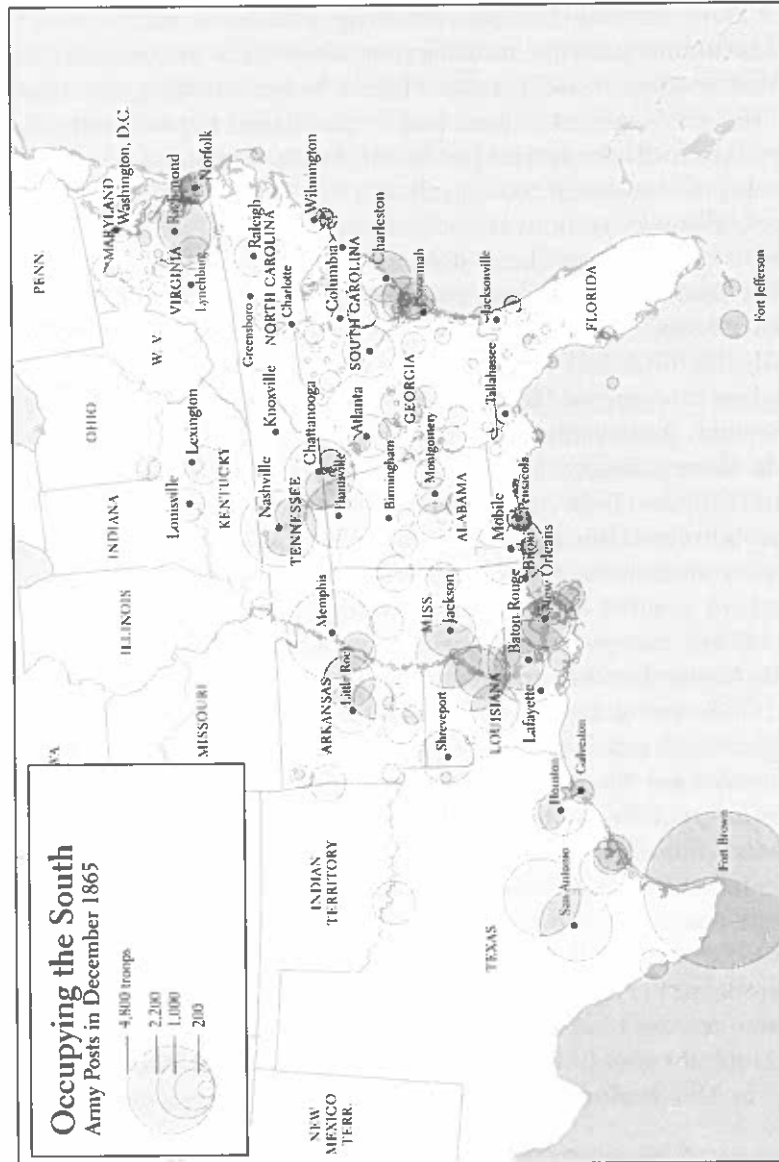 Occupying the South
Army Posts in December 1865
4,800 troops
2,200
1,000
200
PENN.
OHIO
INDIANA
ILLINOIS
MISSOURI
W. V.
MARYLAND
Washington, D.C.
VIRGINIA
Richmond
Norfolk
Lynchburg
KENTUCKY
Louisville
Lexington
Greensboro
Raleigh
NORTH CAROLINA
Charlotte
Wilmington
Nashville
Knoxville
TENNESSEE
Chattanooga
Memphis
Huntsville
Columbia
SOUTH CAROLINA
Charleston
Savannah
Atlanta
GEORGIA
Birmingham
Montgomery
ALABAMA
MISS
Jackson
ARKANSAS
Little Roc
INDIAN
TERRITORY
NEW
MEXICO
TERR.
Shreveport
LOUISIANA
Baton Rouge
Lafayette
New Orleans
Mobile
Pensacola
Tallahassee
Jacksonville
FLORIDA
Fort Jefferson
TEXAS
Houston
Galveston
San Antonio
Fort Brown